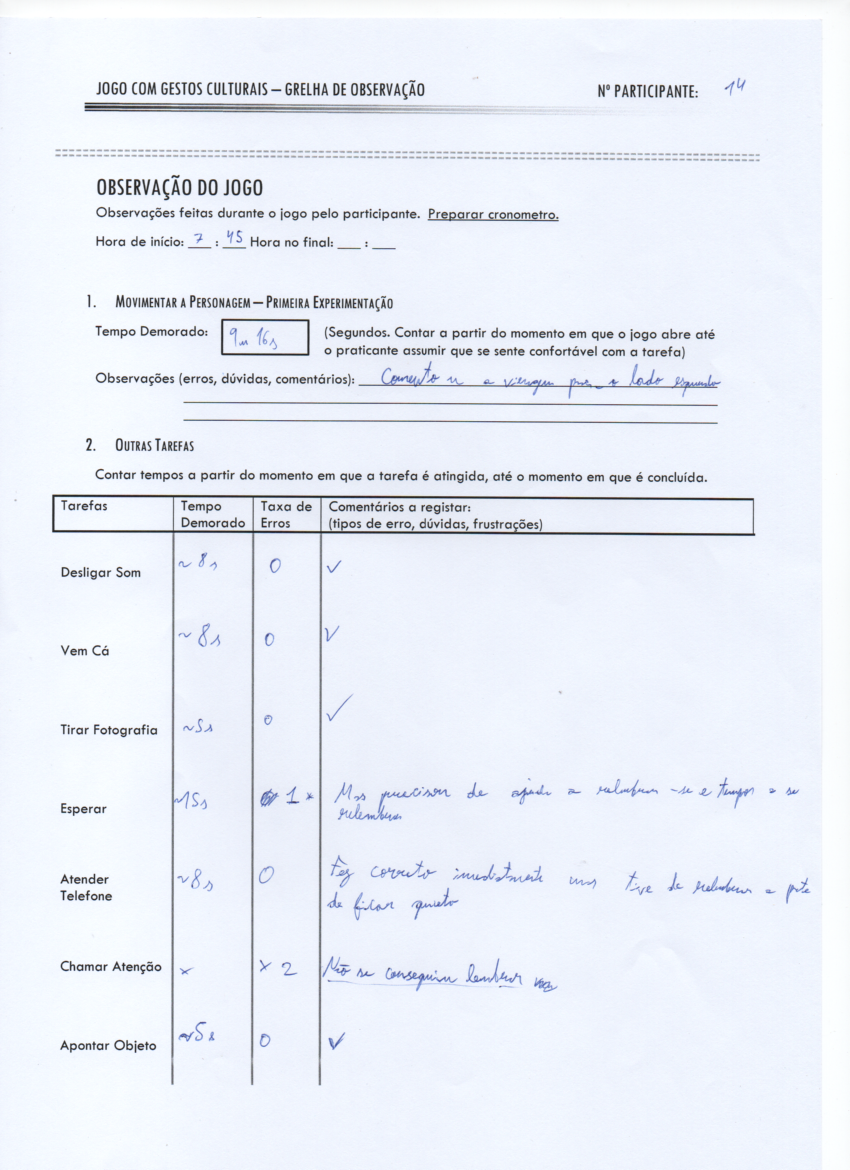 JOGO COM GESTOS CULTURAIS – GRELHA DE OBSERVAÇÃO Nº PARTICIPANTE: 14
OBSERVAÇÃO DO JOGO
Observações feitas durante o jogo pelo participante. Preparar cronometro.
Hora de início: 7 : 45 Hora no final: ___ : ___
1. MOVIMENTAR A PERSONAGEM – PRIMEIRA EXPERIMENTAÇÃO
Tempo Demorado: 9m 16s (Segundos. Contar a partir do momento em que o jogo abre até
o praticante assumir que se sente confortável com a tarefa)
Observações (erros, dúvidas, comentários): a viragem para o lado esquerdo
2. OUTRAS TAREFAS
Contar tempos a partir do momento em que a tarefa é atingida, até o momento em que é concluída.
Tarefas Tempo Demorado Taxa de Erros Comentários a registar:
(tipos de erro, dúvidas, frustrações)
Desligar Som ~ 8s 0 ✓
Vem Cá ~ 8s 0 ✓
Tirar Fotografia ~5s 0 ✓
Esperar ~15s 1 * Mas precisou de ajuda a relembrar-se e tempo a se
relembrar
Atender Telefone ~8s 0 Fez correto imediatamente mas tive de relembrar a parte
de ficar quieto
Chamar Atenção x x 2 Não se conseguiu lembrar
Apontar Objeto ~5s 0 ✓